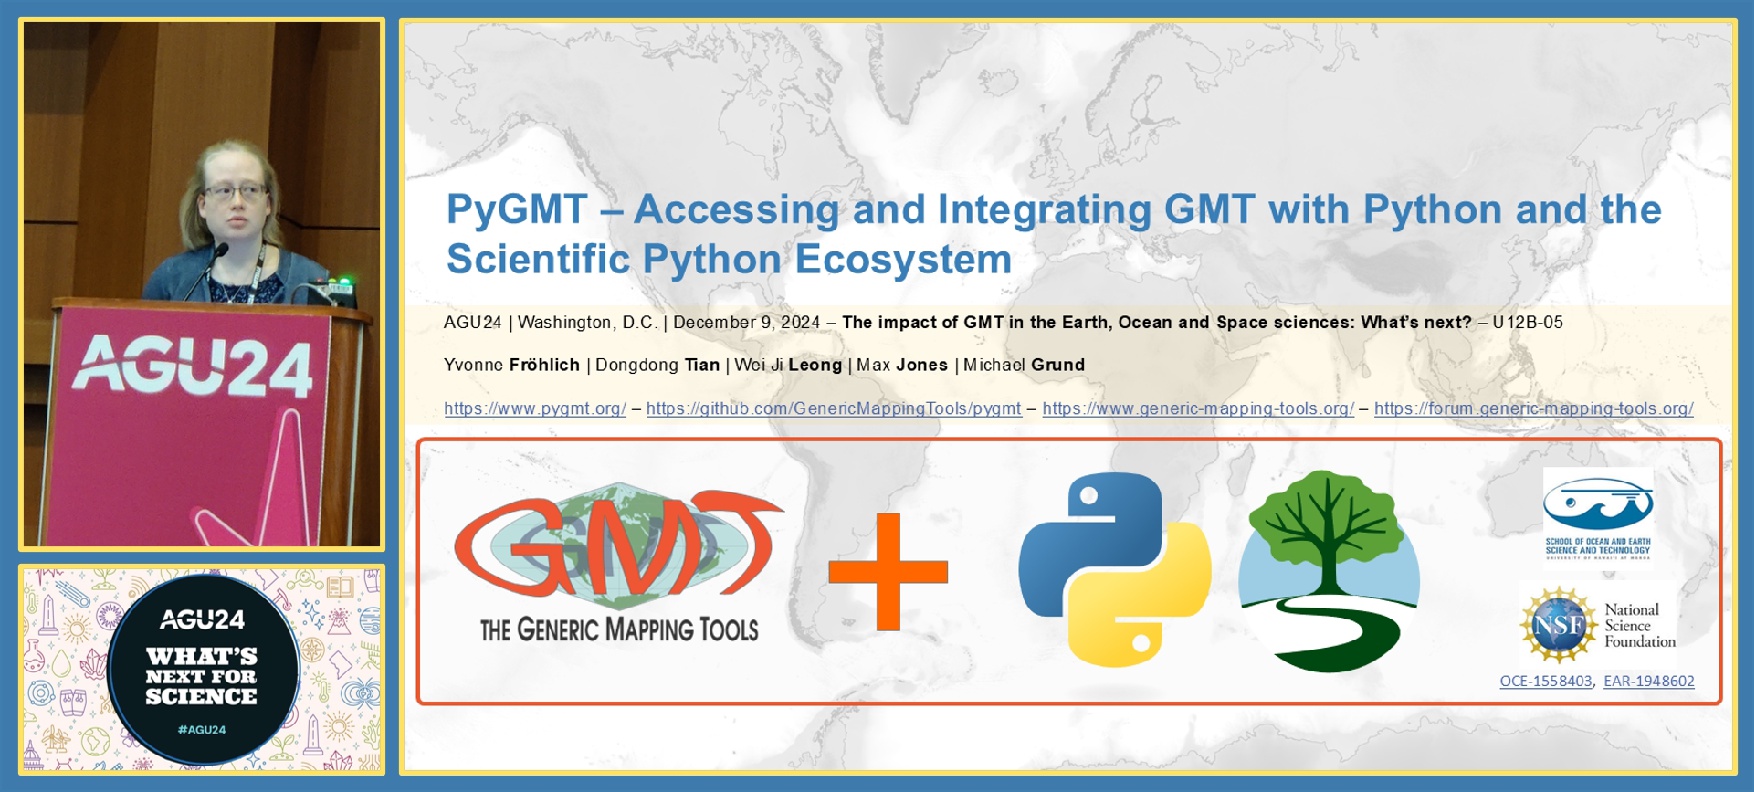 AGU24
AGU24
WHAT'S
NEXT FOR
SCIENCE
#AGU24
PyGMT – Accessing and Integrating GMT with Python and the
Scientific Python Ecosystem
AGU24 | Washington, D.C. | December 9, 2024 – The impact of GMT in the Earth, Ocean and Space sciences: What's next? – U12B-05
Yvonne Fröhlich | Dongdong Tian | Wei Ji Leong | Max Jones | Michael Grund
https://www.pygmt.org/ – https://github.com/GenericMappingTools/pygmt – https://www.generic-mapping-tools.org/ – https://forum.generic-mapping-tools.org/
GMT
THE GENERIC MAPPING TOOLS
SCHOOL OF OCEAN AND EARTH
SCIENCE AND TECHNOLOGY
NSF
National
Science
Foundation
OCE-1558403, EAR-1948602